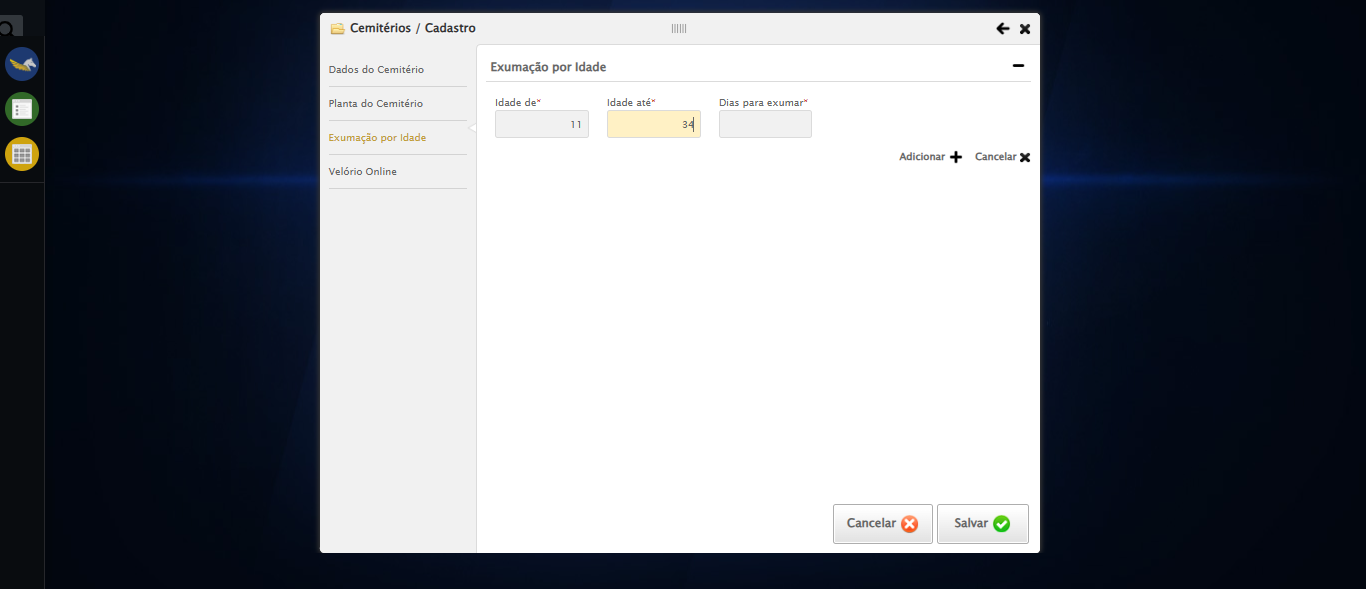 Cemitérios / Cadastro
Dados do Cemitério
Planta do Cemitério
Exumação por Idade
Velório Online
Exumação por Idade
Idade de* Idade até* Dias para exumar*
11 34
Adicionar Cancelar
Cancelar Salvar